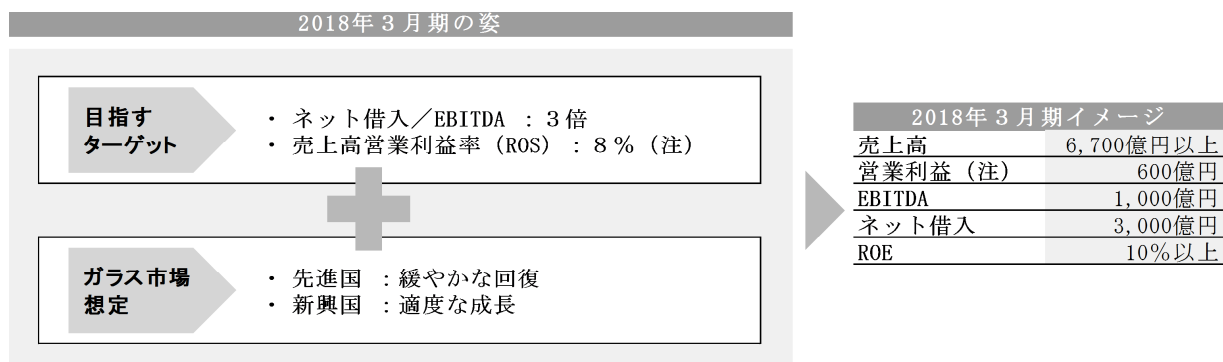 2018年３月期の姿
目指す
ターゲット
・ ネット借入／EBITDA ：３倍
・ 売上高営業利益率（ROS）：８％（注）
ガラス市場
想定
・ 先進国 ：緩やかな回復
・ 新興国 ：適度な成長
2018年３月期イメージ
売上高 6,700億円以上
営業利益（注） 600億円
EBITDA 1,000億円
ネット借入 3,000億円
ROE 10％以上